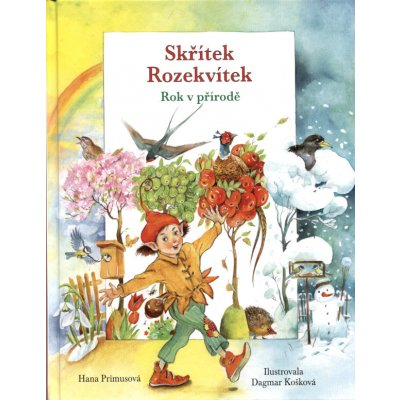 Skřítek
Rozekvítek
Rok v přírodě
Hana Primusová
Ilustrovala
Dagmar Košková